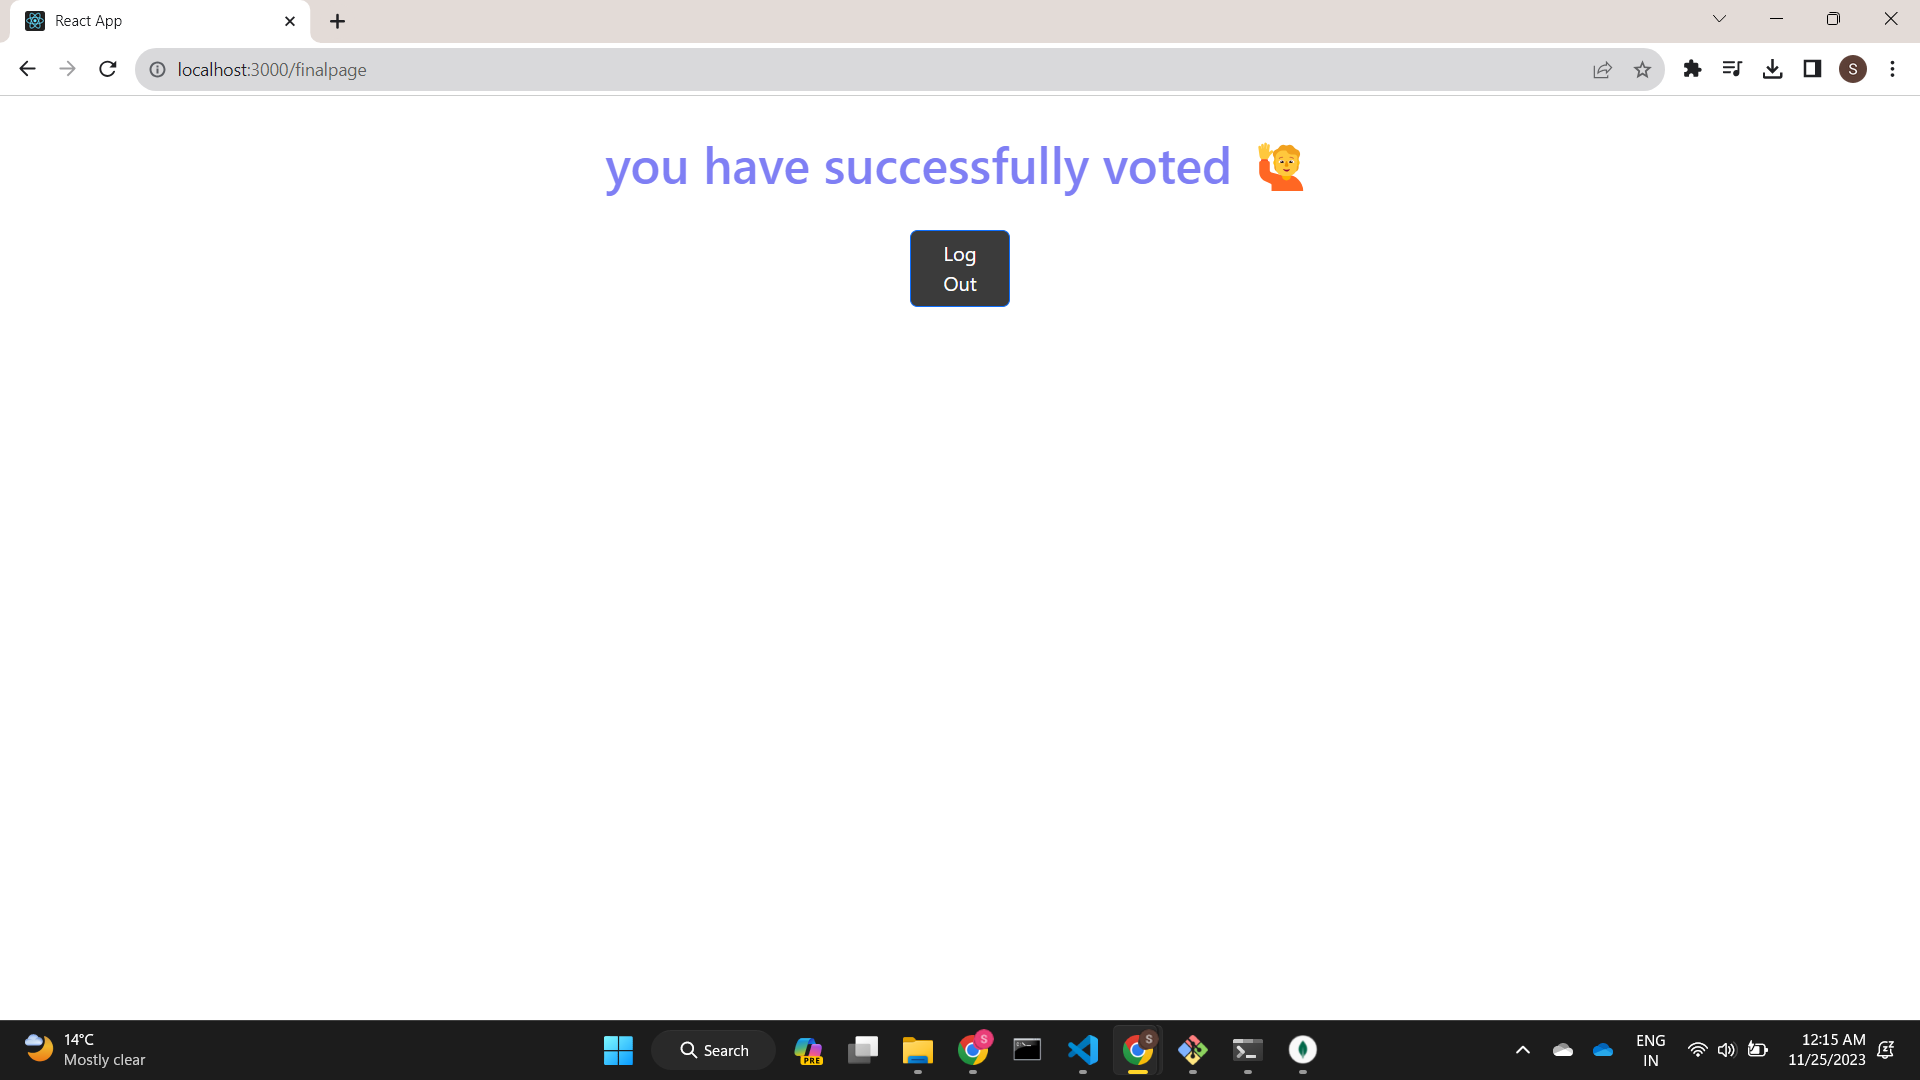 React App
localhost:3000/finalpage
S
you have successfully voted 🙋
Log
Out
14°C
Mostly clear
Search
PRE
S
S
ENG
IN
12:15 AM
11/25/2023